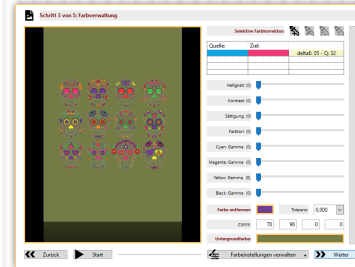 Schritt 3 von 5: Farbverwaltung
Selektive Farbkorrektur:
Quelle: Ziel:
deltaE: 05 - Q: 32
Helligkeit (0)
Kontrast (0)
Sättigung: (0)
Farbton: (0)
Cyan: Gamma (0)
Magenta: Gamma (0)
Yellow: Gamma (0)
Black: Gamma (0)
Farbe entfernen: Toleranz: 0,000
CMYK: 70 96 0 0
Untergrundfarbe
Zurück Start Farbeinstellungen verwalten Weiter